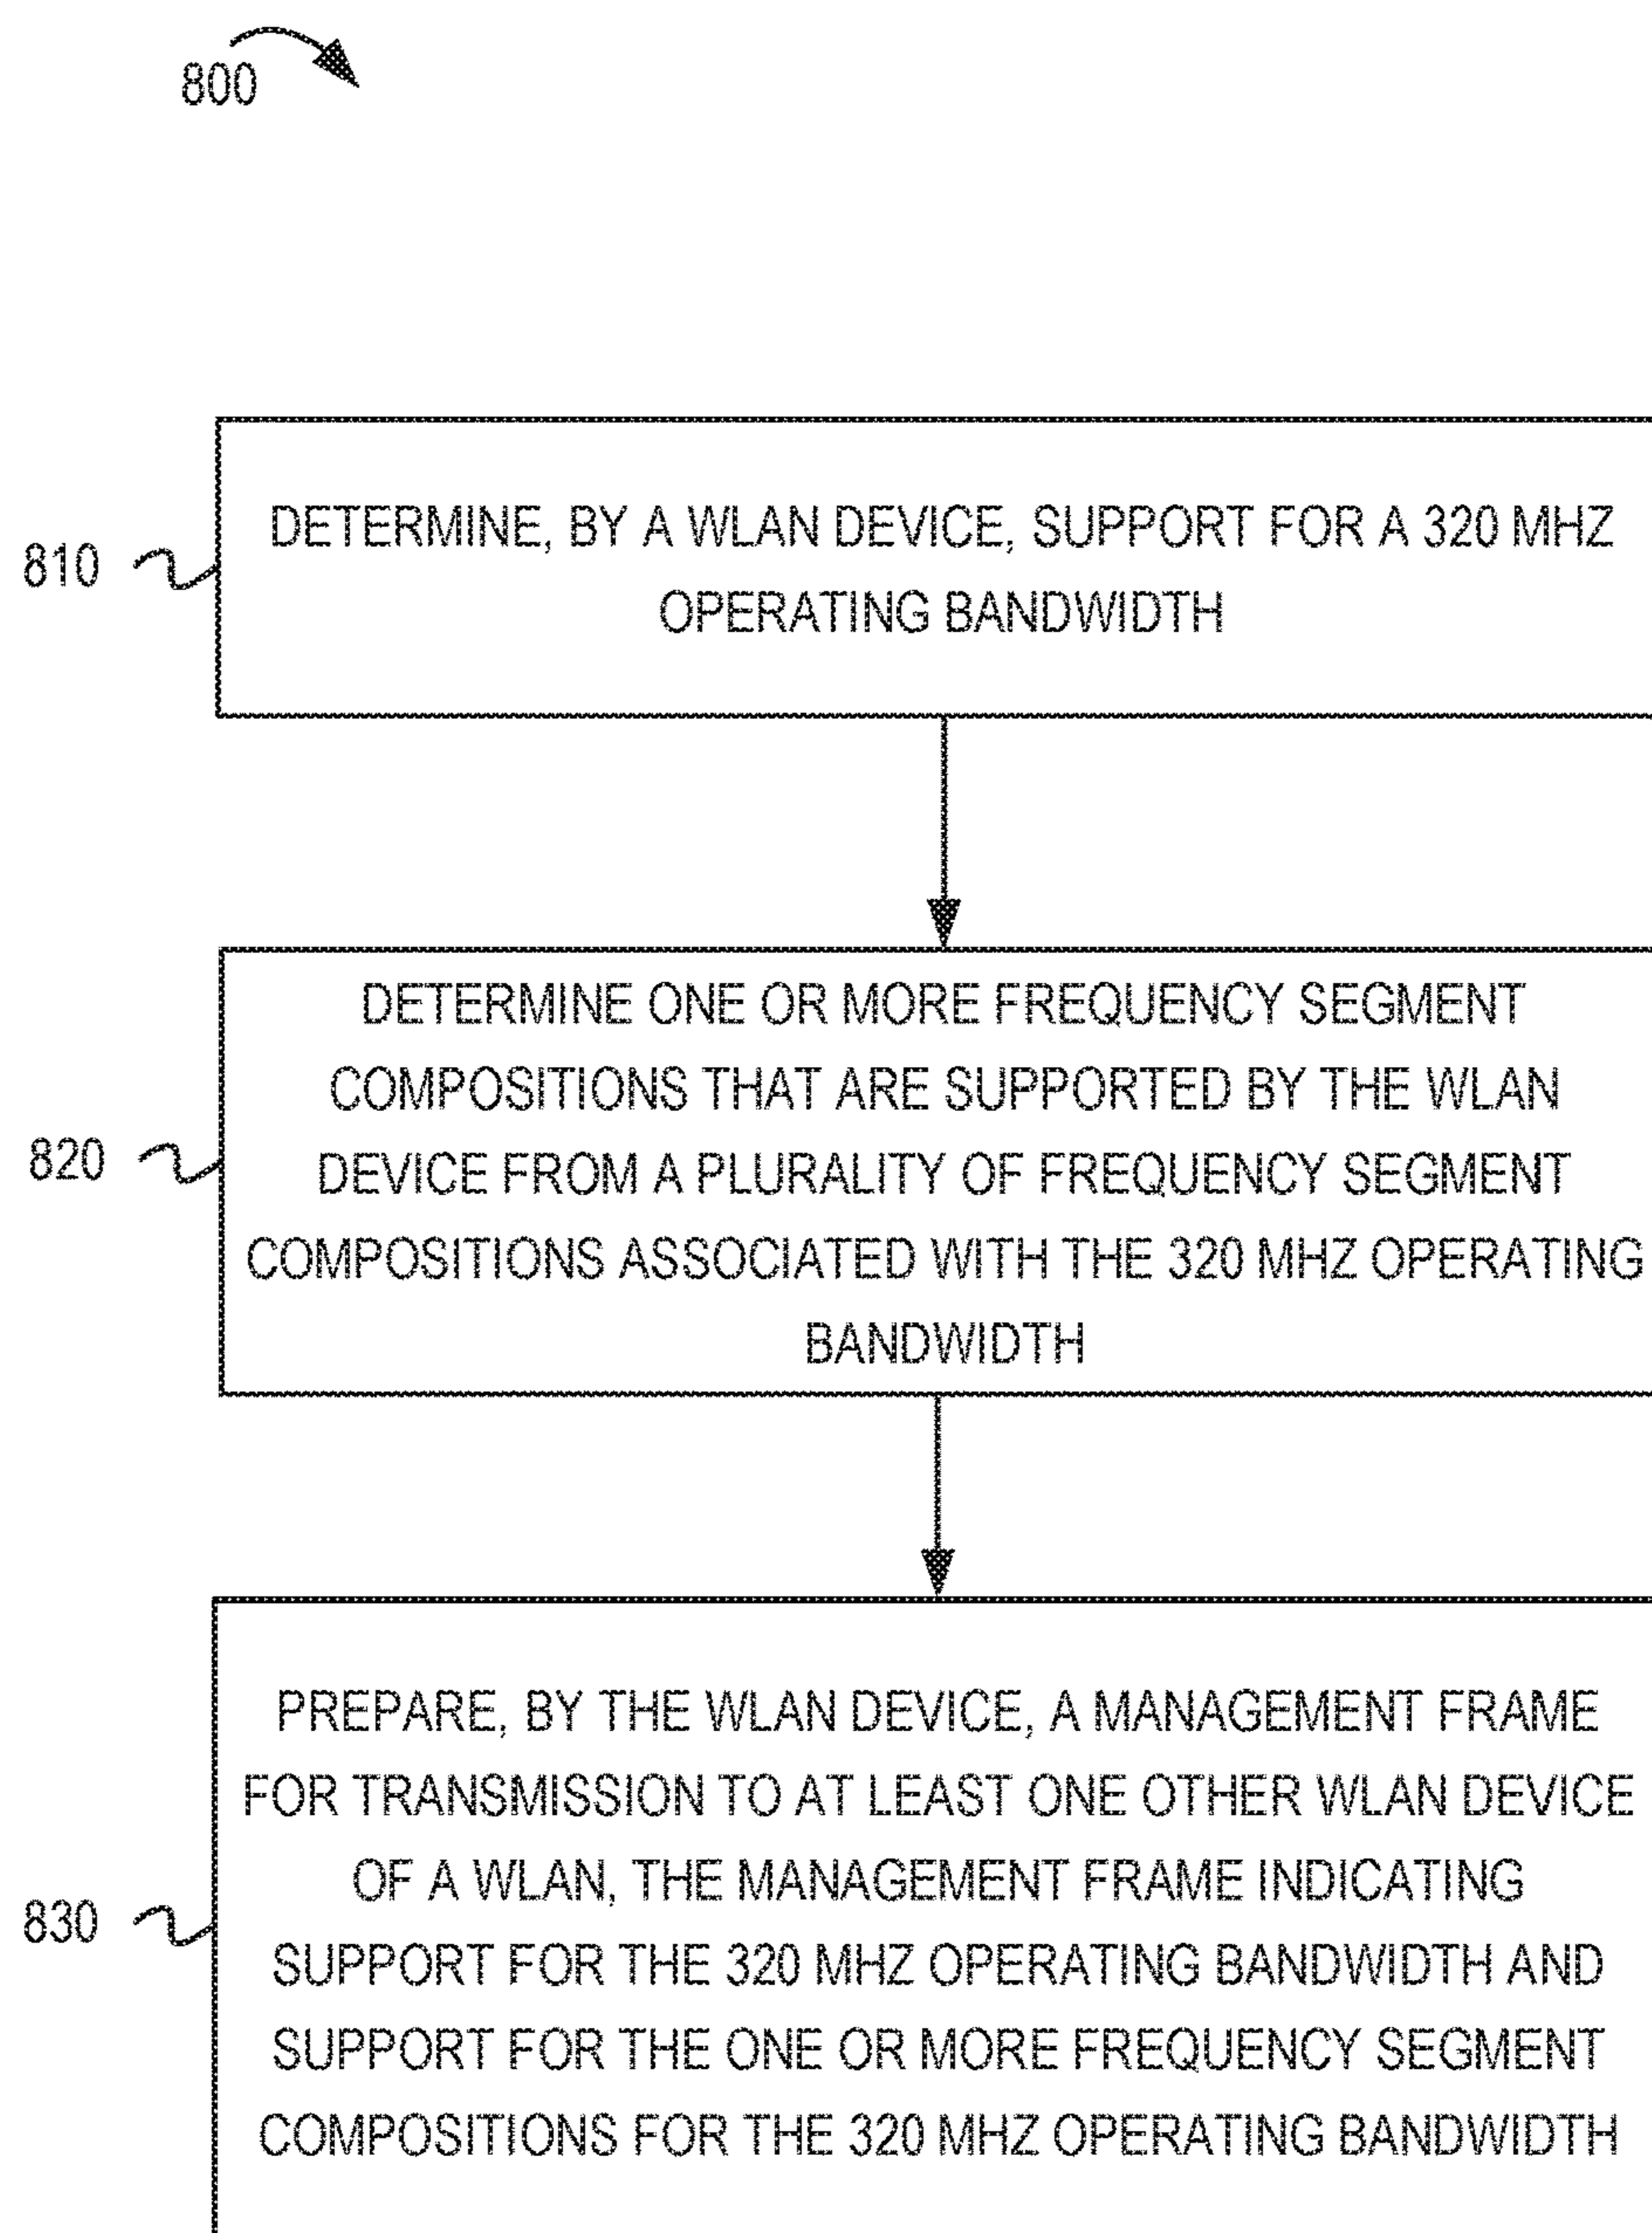 800
810
DETERMINE, BY A WLAN DEVICE, SUPPORT FOR A 320 MHZ
OPERATING BANDWIDTH
820
DETERMINE ONE OR MORE FREQUENCY SEGMENT
COMPOSITIONS THAT ARE SUPPORTED BY THE WLAN
DEVICE FROM A PLURALITY OF FREQUENCY SEGMENT
COMPOSITIONS ASSOCIATED WITH THE 320 MHZ OPERATING
BANDWIDTH
830
PREPARE, BY THE WLAN DEVICE, A MANAGEMENT FRAME
FOR TRANSMISSION TO AT LEAST ONE OTHER WLAN DEVICE
OF A WLAN, THE MANAGEMENT FRAME INDICATING
SUPPORT FOR THE 320 MHZ OPERATING BANDWIDTH AND
SUPPORT FOR THE ONE OR MORE FREQUENCY SEGMENT
COMPOSITIONS FOR THE 320 MHZ OPERATING BANDWIDTH